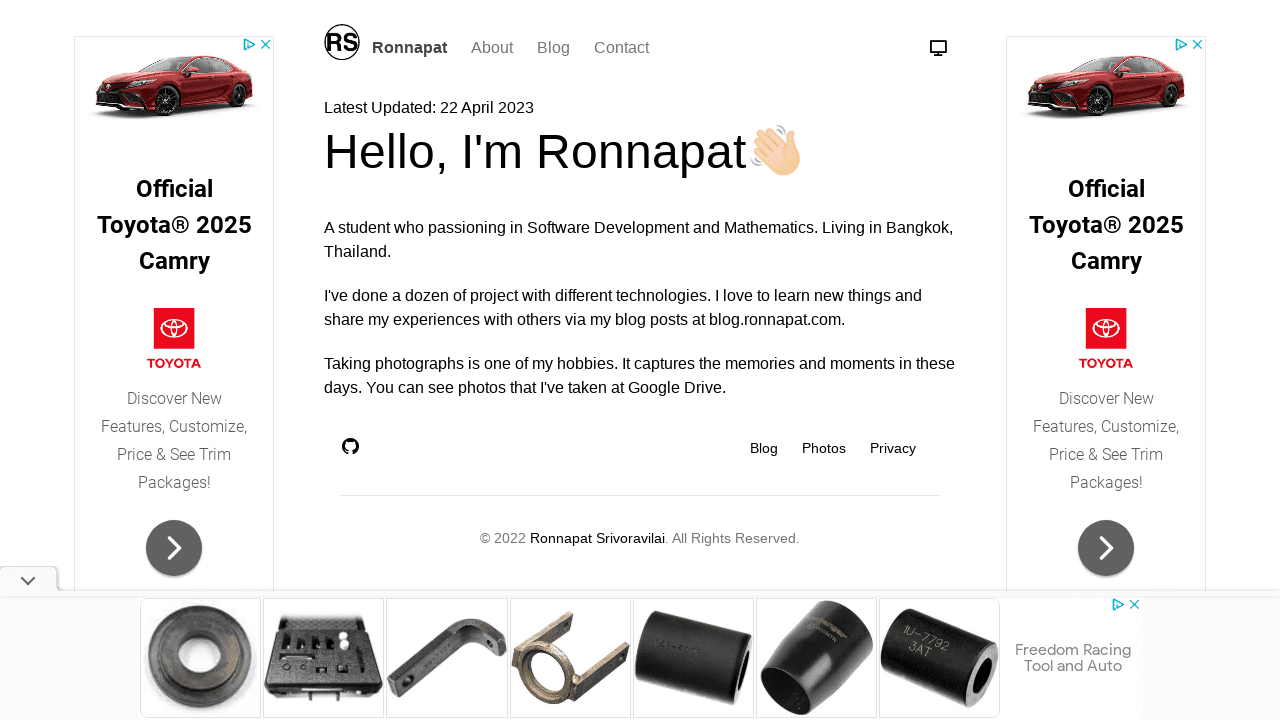 RS Ronnapat About Blog Contact
Latest Updated: 22 April 2023
Hello, I'm Ronnapat👋🏻
A student who passioning in Software Development and Mathematics. Living in Bangkok,
Thailand.
I've done a dozen of project with different technologies. I love to learn new things and
share my experiences with others via my blog posts at blog.ronnapat.com.
Taking photographs is one of my hobbies. It captures the memories and moments in these
days. You can see photos that I've taken at Google Drive.
Blog Photos Privacy
© 2022 Ronnapat Srivoravilai. All Rights Reserved.
Official
Toyota® 2025
Camry
TOYOTA
Discover New
Features, Customize,
Price & See Trim
Packages!
Official
Toyota® 2025
Camry
TOYOTA
Discover New
Features, Customize,
Price & See Trim
Packages!
1U-7792
3AT
Freedom Racing
Tool and Auto